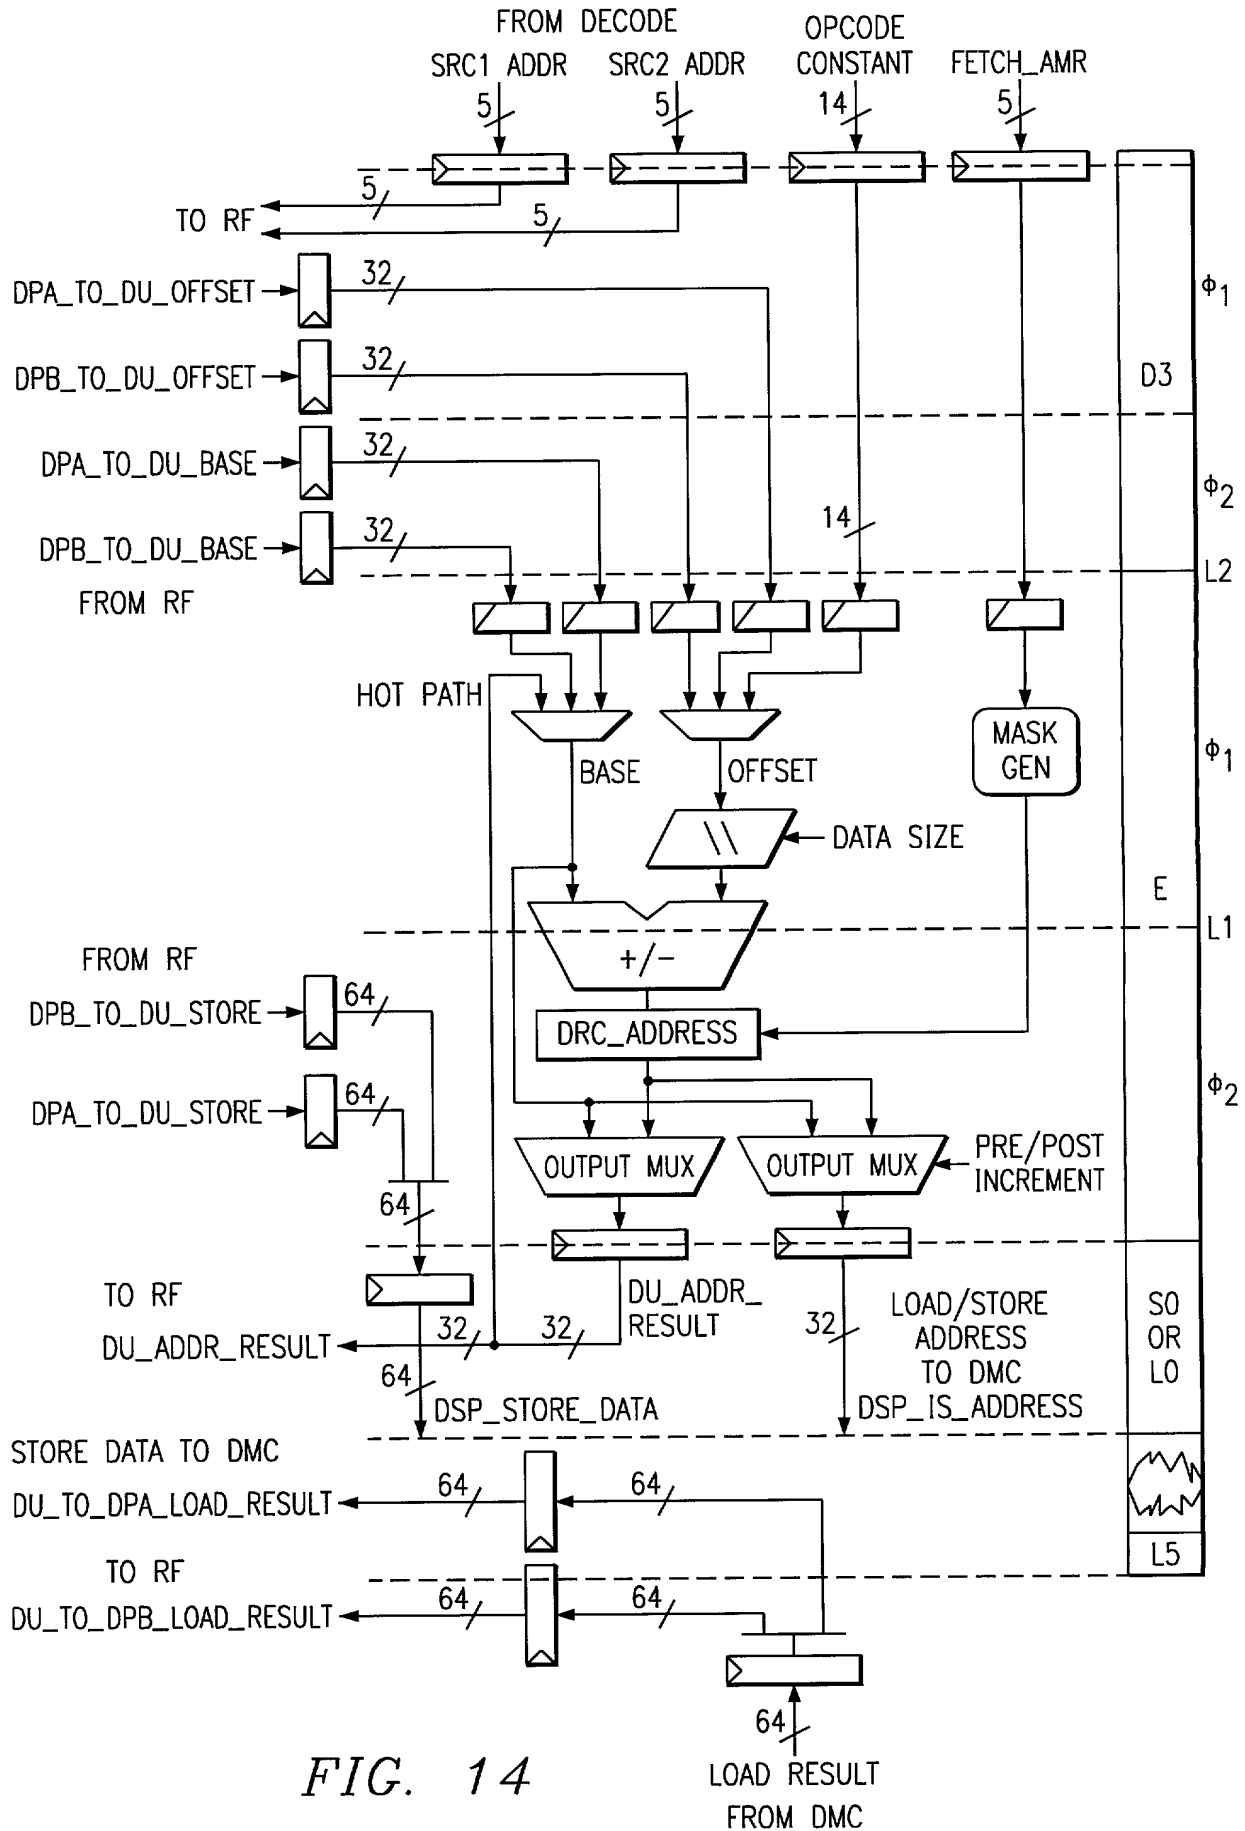 FROM DECODE
OPCODE
SRC1 ADDR
SRC2 ADDR
CONSTANT
FETCH_AMR
5
5
14
5
5
TO RF
5
DPA_TO_DU_OFFSET
32
Φ1
DPB_TO_DU_OFFSET
32
D3
DPA_TO_DU_BASE
32
Φ2
14
DPB_TO_DU_BASE
32
L2
FROM RF
HOT PATH
MASK
GEN
Φ1
BASE
OFFSET
\\
DATA SIZE
E
L1
FROM RF
+/-
64
DPB_TO_DU_STORE
DRC_ADDRESS
64
DPA_TO_DU_STORE
Φ2
OUTPUT MUX
OUTPUT MUX
PRE/POST
INCREMENT
64
TO RF
DU_ADDR_
RESULT
LOAD/STORE
ADDRESS
TO DMC
DSP_IS_ADDRESS
S0
OR
L0
DU_ADDR_RESULT
32
32
32
64
DSP_STORE_DATA
STORE DATA TO DMC
DU_TO_DPA_LOAD_RESULT
64
64
L5
TO RF
DU_TO_DPB_LOAD_RESULT
64
64
64
LOAD RESULT
FROM DMC
FIG. 14